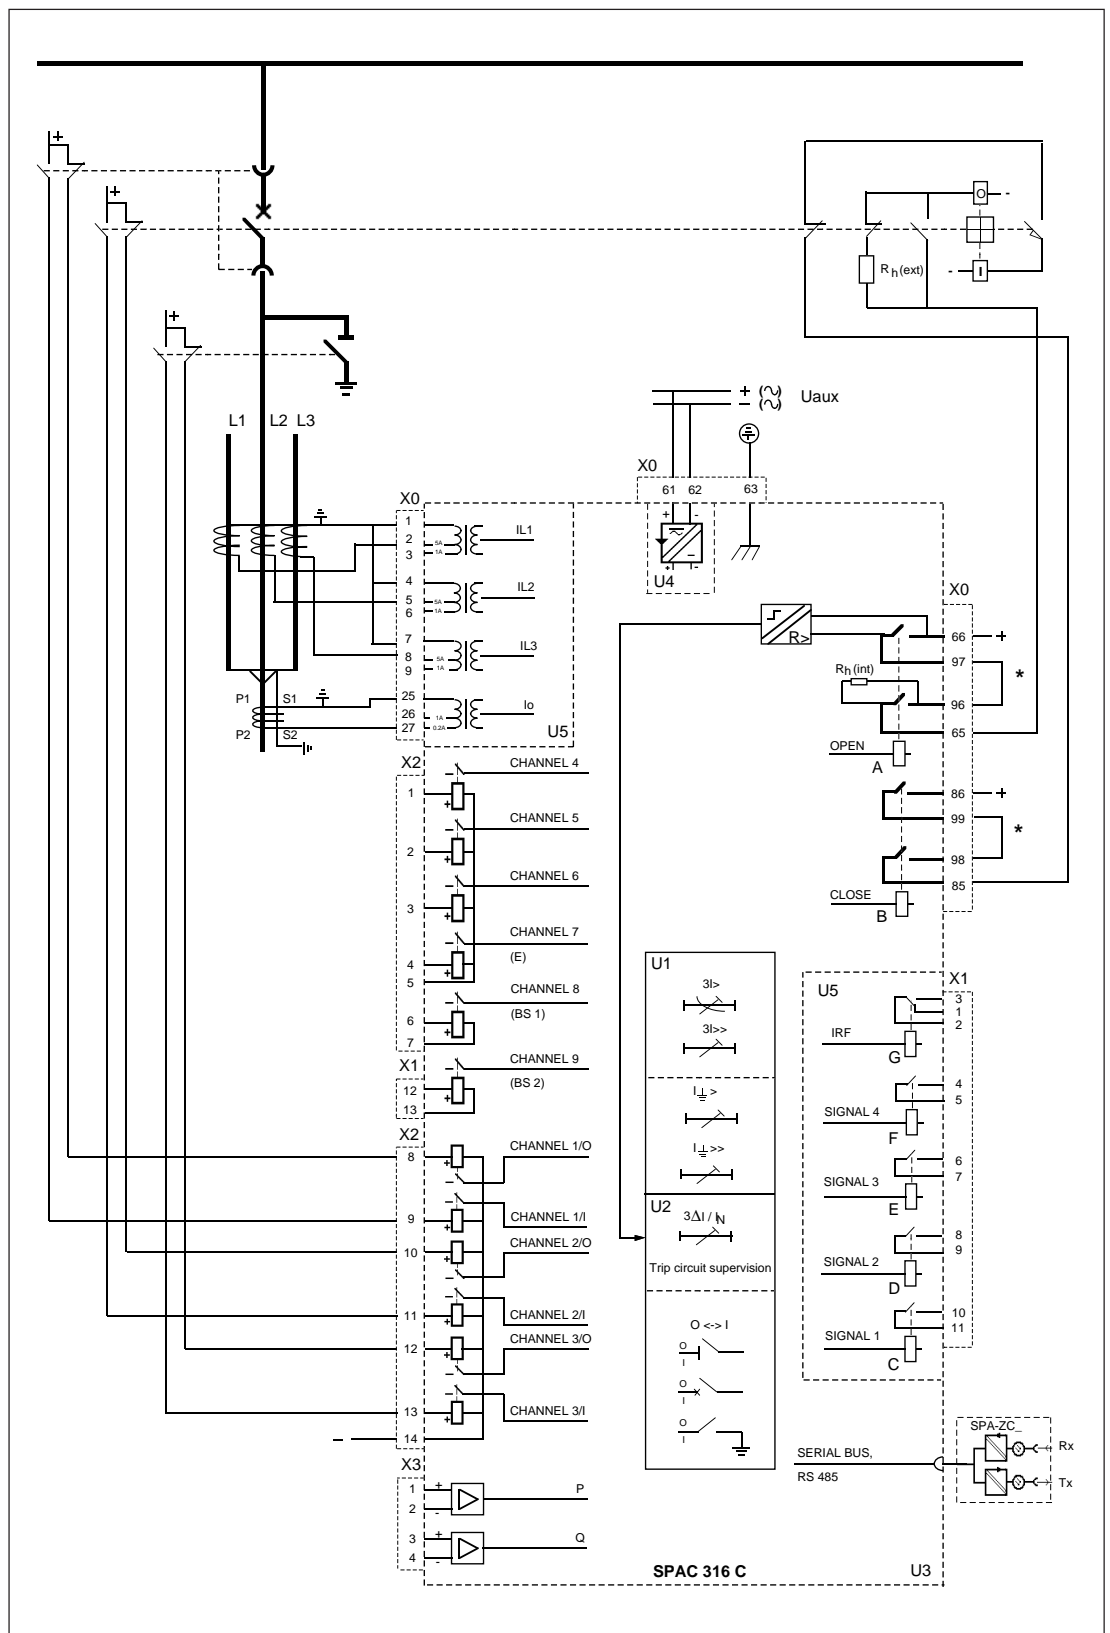 +
+
+
O -
R h (ext)
- I
+ (~)
- (~)
Uaux
L1 L2 L3
X0
61 62 63
+ -
U4
X0
1
2
3
5A
1A
IL1
4
5
6
5A
1A
IL2
7
8
9
5A
1A
IL3
25
26
27
1A
0.2A
Io
U5
P1 S1
P2 S2
R>
X0
66 +
97
*
Rh (int)
96
65
OPEN
A
86 +
99
*
98
85
CLOSE
B
X2
1
- CHANNEL 4
+
2
- CHANNEL 5
+
3
- CHANNEL 6
+
4
5
- CHANNEL 7
(E)
+
6
7
- CHANNEL 8
(BS 1)
+
X1
12
13
- CHANNEL 9
(BS 2)
+
X2
8
+
- CHANNEL 1/O
9
-
+ CHANNEL 1/I
10
+ CHANNEL 2/O
-
11
-
+ CHANNEL 2/I
12
+ CHANNEL 3/O
-
13
-
+ CHANNEL 3/I
- 14
X3
1 +
2 -
P
3 +
4 -
Q
U1
3I>
3I>>
I >
I >>
U2
3ΔI / IN
Trip circuit supervision
O <-> I
O
I
O
I
O
I
U5
X1
3
1
2
IRF
G
4
5
SIGNAL 4
F
6
7
SIGNAL 3
E
8
9
SIGNAL 2
D
10
11
SIGNAL 1
C
SERIAL BUS,
RS 485
SPA-ZC_
Rx
Tx
SPAC 316 C
U3